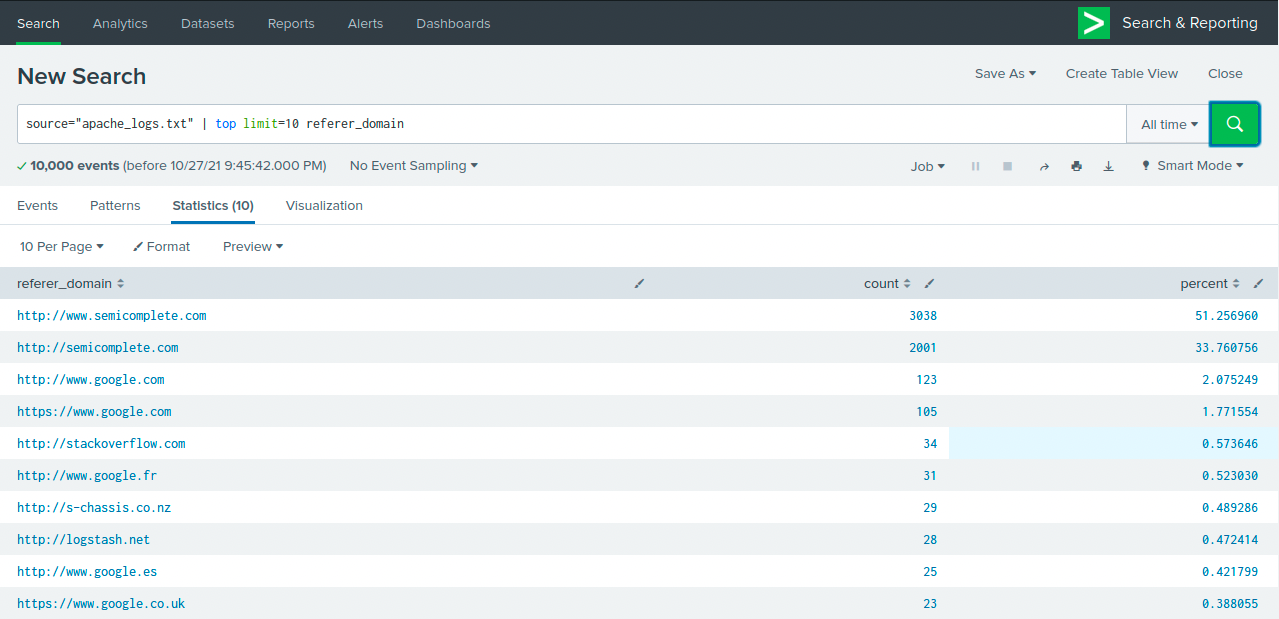 Search Analytics Datasets Reports Alerts Dashboards Search & Reporting
New Search Save As Create Table View Close
source="apache_logs.txt" | top limit=10 referer_domain All time
10,000 events (before 10/27/21 9:45:42.000 PM) No Event Sampling Job Smart Mode
Events Patterns Statistics (10) Visualization
10 Per Page Format Preview
referer_domain count percent
http://www.semicomplete.com 3038 51.256960
http://semicomplete.com 2001 33.760756
http://www.google.com 123 2.075249
https://www.google.com 105 1.771554
http://stackoverflow.com 34 0.573646
http://www.google.fr 31 0.523030
http://s-chassis.co.nz 29 0.489286
http://logstash.net 28 0.472414
http://www.google.es 25 0.421799
https://www.google.co.uk 23 0.388055